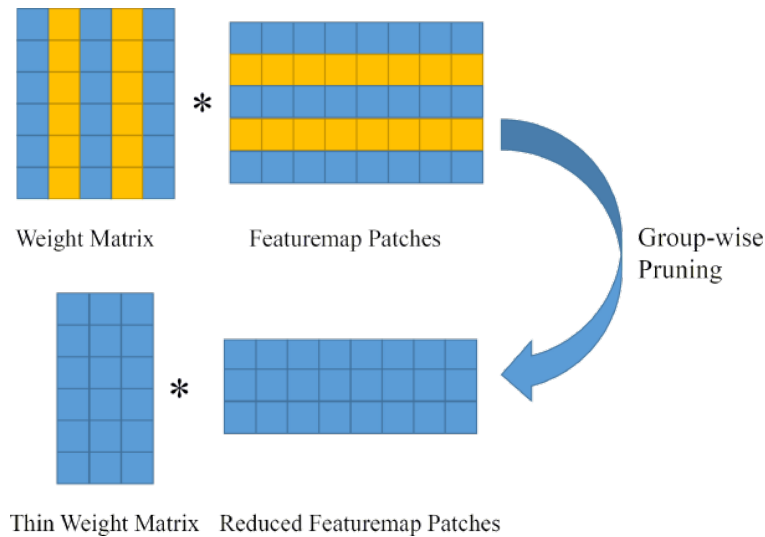 *
Weight Matrix
Featuremap Patches
Group-wise
Pruning
*
Thin Weight Matrix
Reduced Featuremap Patches